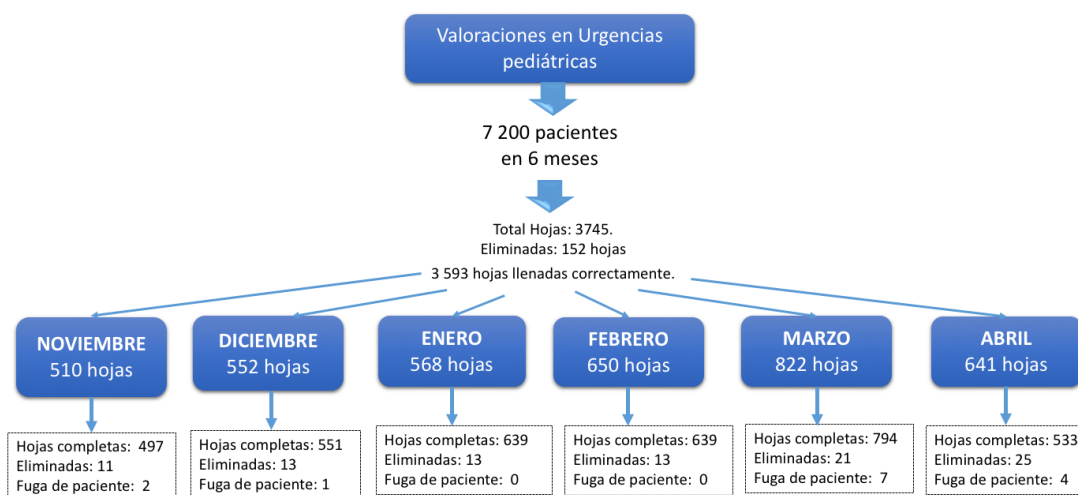 Valoraciones en Urgencias
pediátricas
7 200 pacientes
en 6 meses
Total Hojas: 3745.
Eliminadas: 152 hojas
3 593 hojas llenadas correctamente.
NOVIEMBRE
510 hojas
DICIEMBRE
552 hojas
ENERO
568 hojas
FEBRERO
650 hojas
MARZO
822 hojas
ABRIL
641 hojas
Hojas completas: 497
Eliminadas: 11
Fuga de paciente: 2
Hojas completas: 551
Eliminadas: 13
Fuga de paciente: 1
Hojas completas: 639
Eliminadas: 13
Fuga de paciente: 0
Hojas completas: 639
Eliminadas: 13
Fuga de paciente: 0
Hojas completas: 794
Eliminadas: 21
Fuga de paciente: 7
Hojas completas: 533
Eliminadas: 25
Fuga de paciente: 4